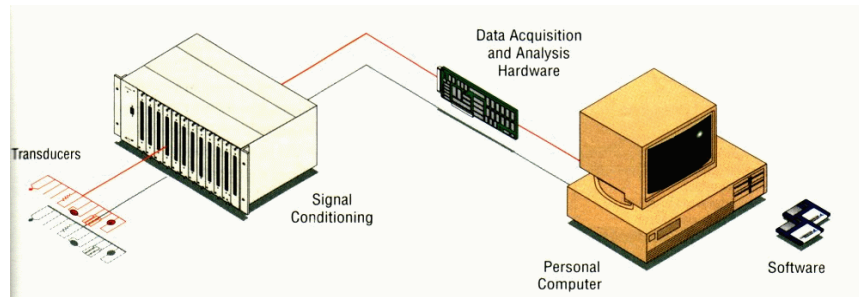 Data Acquisition
and Analysis
Hardware
Transducers
Signal
Conditioning
Personal
Computer
Software